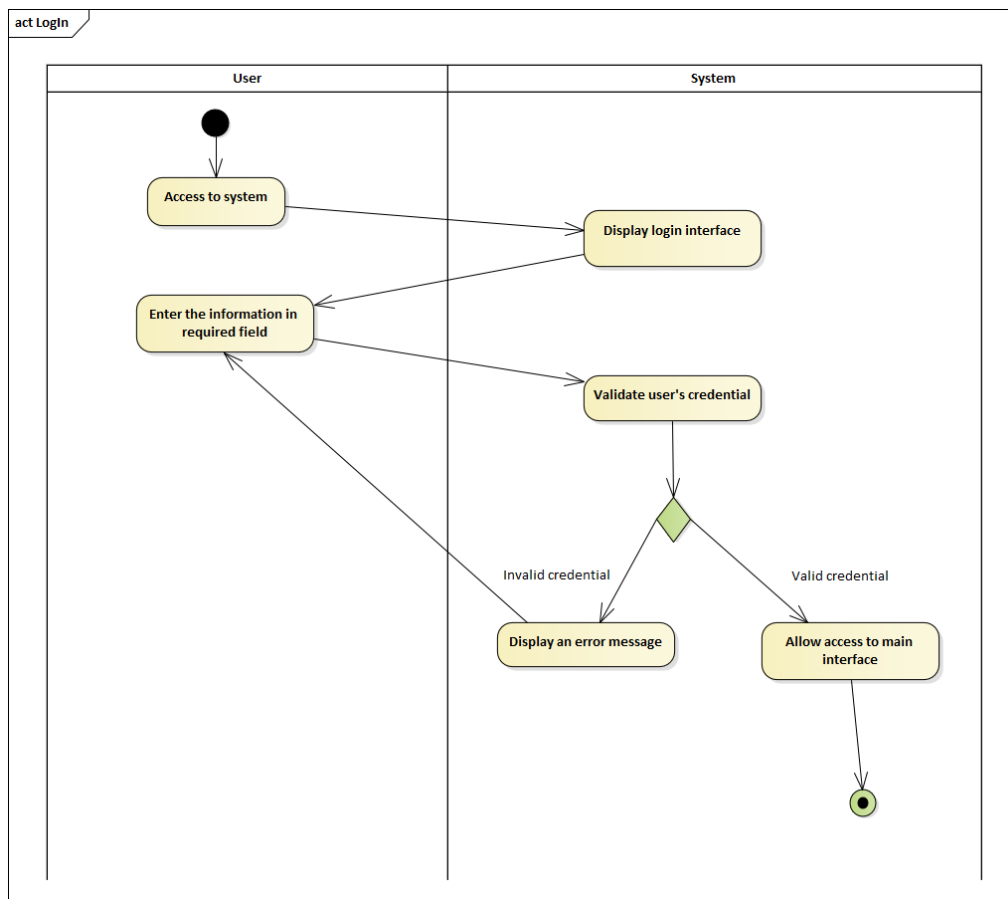 act LogIn
User
System
Access to system
Display login interface
Enter the information in
required field
Validate user's credential
Invalid credential
Valid credential
Display an error message
Allow access to main
interface